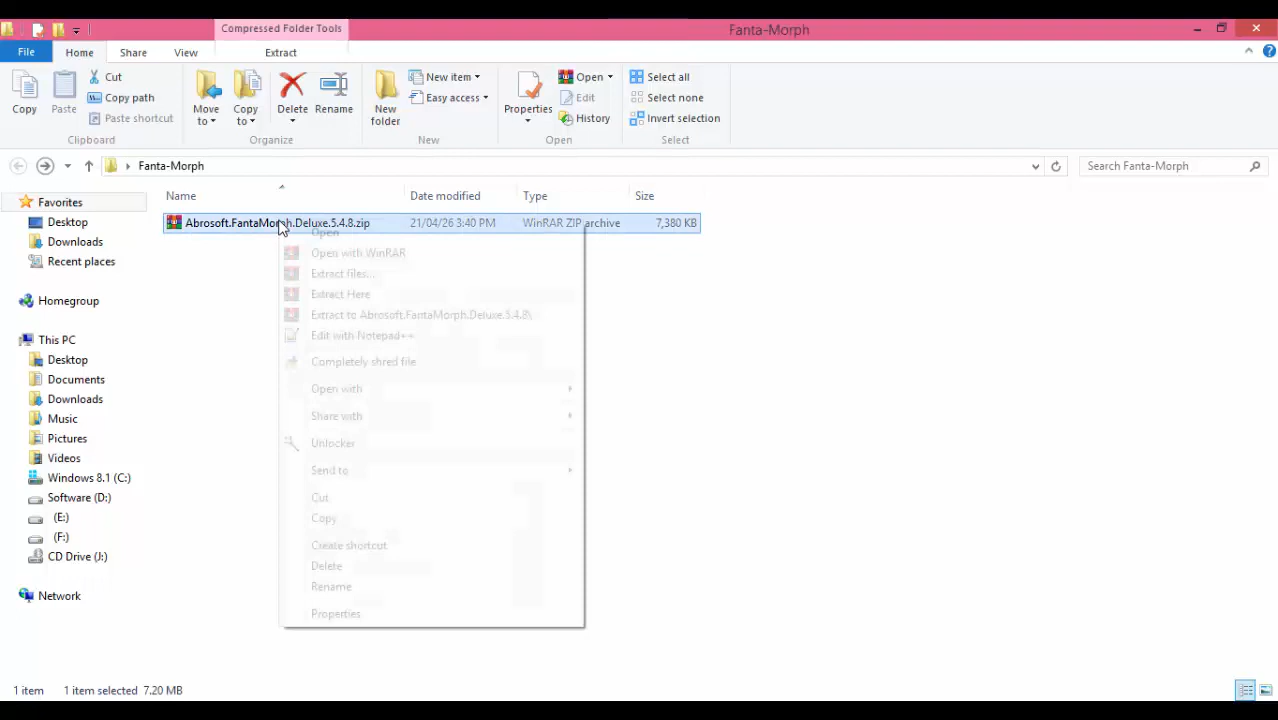 Compressed Folder Tools
Fanta-Morph
File
Home
Share
View
Extract
Copy
Paste
Cut
Copy path
Paste shortcut
Clipboard
Move to
Copy to
Delete
Rename
Organize
New folder
New item
Easy access
New
Properties
Open
Edit
History
Open
Select all
Select none
Invert selection
Select
Fanta-Morph
Search Fanta-Morph
Name
Date modified
Type
Size
Abrosoft.FantaMorph.Deluxe.5.4.8.zip
21/04/26 3:40 PM
WinRAR ZIP archive
7,380 KB
Favorites
Desktop
Downloads
Recent places
Homegroup
This PC
Desktop
Documents
Downloads
Music
Pictures
Videos
Windows 8.1 (C:)
Software (D:)
(E:)
(F:)
CD Drive (J:)
Network
Open
Open with WinRAR
Extract files...
Extract Here
Extract to Abrosoft.FantaMorph.Deluxe.5.4.8\
Edit with Notepad++
Completely shred file
Open with
Share with
Unlocker
Send to
Cut
Copy
Create shortcut
Delete
Rename
Properties
1 item
1 item selected 7.20 MB